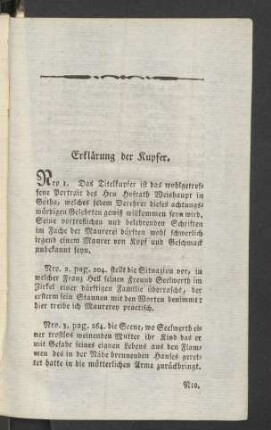 Erklärung der Kupfer.
Nro 1. Das Titelkupfer ist das wohlgetrof-
fene Portrait des Hrn Hofrath Weishaupt in
Gotha, welches jedem Verehrer dieses achtungs-
würdigen Gelehrten gewiß willkommen seyn wird.
Seine vortreflichen und belehrenden Schriften
im Fache der Maurerei dürften wohl schwerlich
irgend einem Maurer von Kopf und Geschmack
unbekannt seyn.
Nro. 2. pag. 104. stellt die Situazion vor, in
welcher Franz Hell seinen Freund Seelwerth im
Zirkel einer dürftigen Familie überrascht, der
erstern sein Staunen mit den Worten benimmt:
hier treibe ich Maurerey practisch.
Nro. 3. pag. 164. die Scene, wo Seelwerth ei-
ner trostlos weinenden Mutter ihr Kind das er
mit Gefahr seines eignen Lebens aus den Flam-
men des in der Nähe brennenden Hauses geret-
tet hatte in die mütterlichen Arme zurückbringt.
Nro.